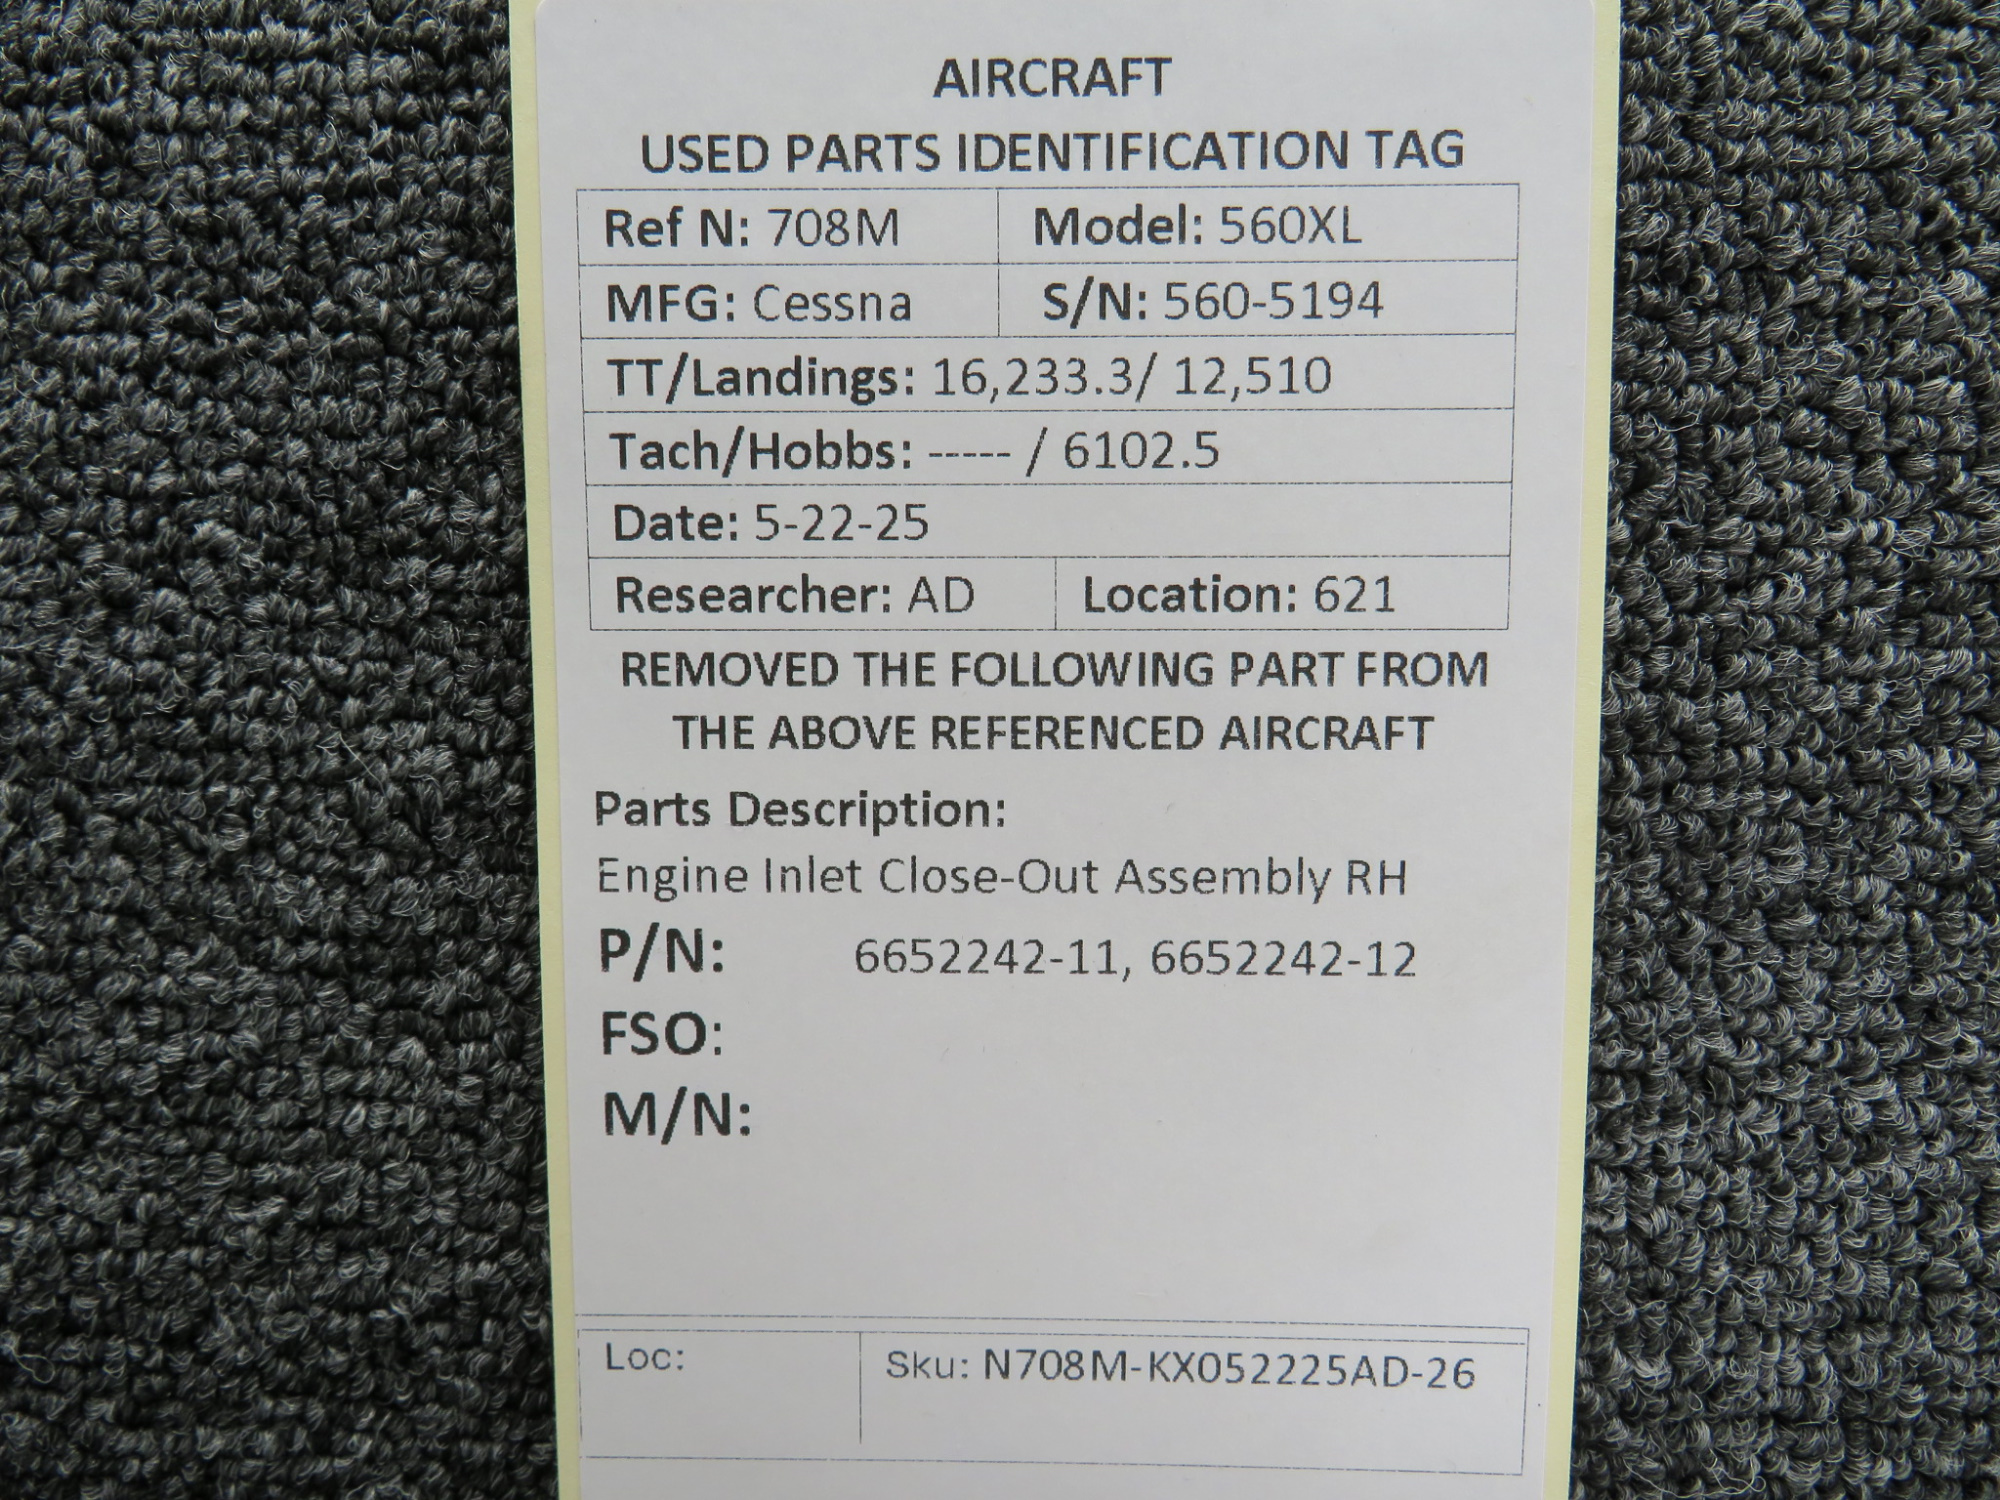 AIRCRAFT
USED PARTS IDENTIFICATION TAG
Ref N: 708M Model: 560XL
MFG: Cessna S/N: 560-5194
TT/Landings: 16,233.3/ 12,510
Tach/Hobbs: ----- / 6102.5
Date: 5-22-25
Researcher: AD Location: 621
REMOVED THE FOLLOWING PART FROM
THE ABOVE REFERENCED AIRCRAFT
Parts Description:
Engine Inlet Close-Out Assembly RH
P/N: 6652242-11, 6652242-12
FSO:
M/N:
Loc: Sku: N708M-KX052225AD-26